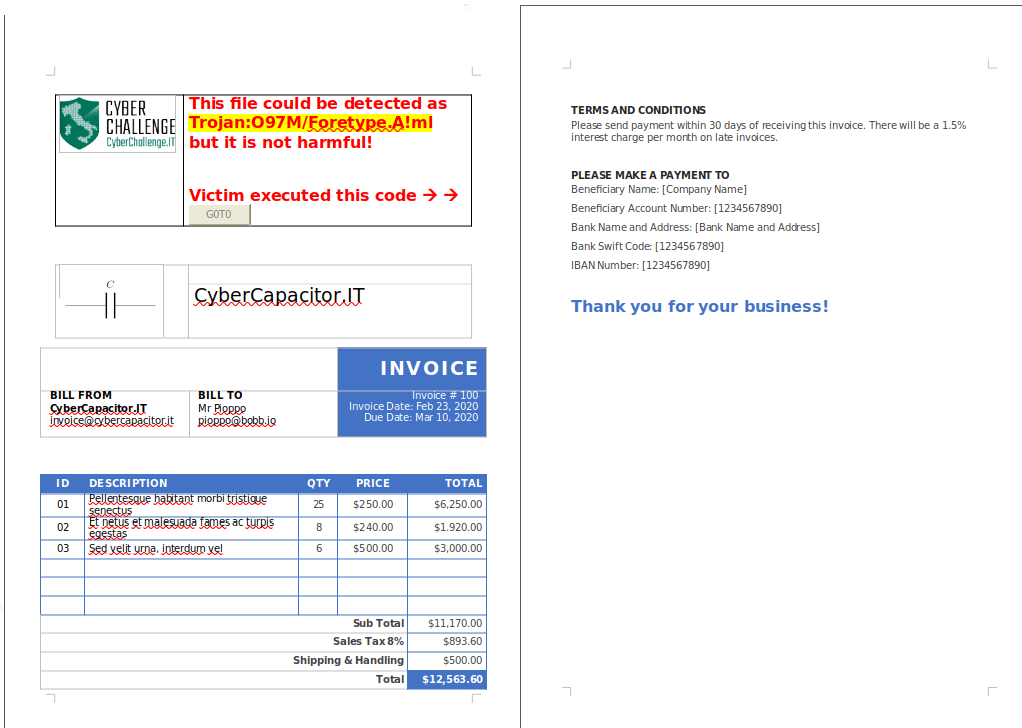 CYBER
CHALLENGE
CyberChallenge.IT
This file could be detected as
Trojan:O97M/Foretype.A!ml
but it is not harmful!
Victim executed this code → →
GOTO
C
CyberCapacitor.IT
INVOICE
BILL FROM
CyberCapacitor.IT
invoice@cybercapacitor.it
BILL TO
Mr Pioppo
pioppo@bobb.io
Invoice # 100
Invoice Date: Feb 23, 2020
Due Date: Mar 10, 2020
ID DESCRIPTION QTY PRICE TOTAL
01 Pellentesque habitant morbi tristique senectus 25 $250.00 $6,250.00
02 Et netus et malesuada fames ac turpis egestas 8 $240.00 $1.920.00
03 Sed velit urna, interdum vel 6 $500.00 $3,000.00
Sub Total $11,170.00
Sales Tax 8% $893.60
Shipping & Handling $500.00
Total $12,563.60
TERMS AND CONDITIONS
Please send payment within 30 days of receiving this invoice. There will be a 1.5%
interest charge per month on late invoices.
PLEASE MAKE A PAYMENT TO
Beneficiary Name: [Company Name]
Beneficiary Account Number: [1234567890]
Bank Name and Address: [Bank Name and Address]
Bank Swift Code: [1234567890]
IBAN Number: [1234567890]
Thank you for your business!